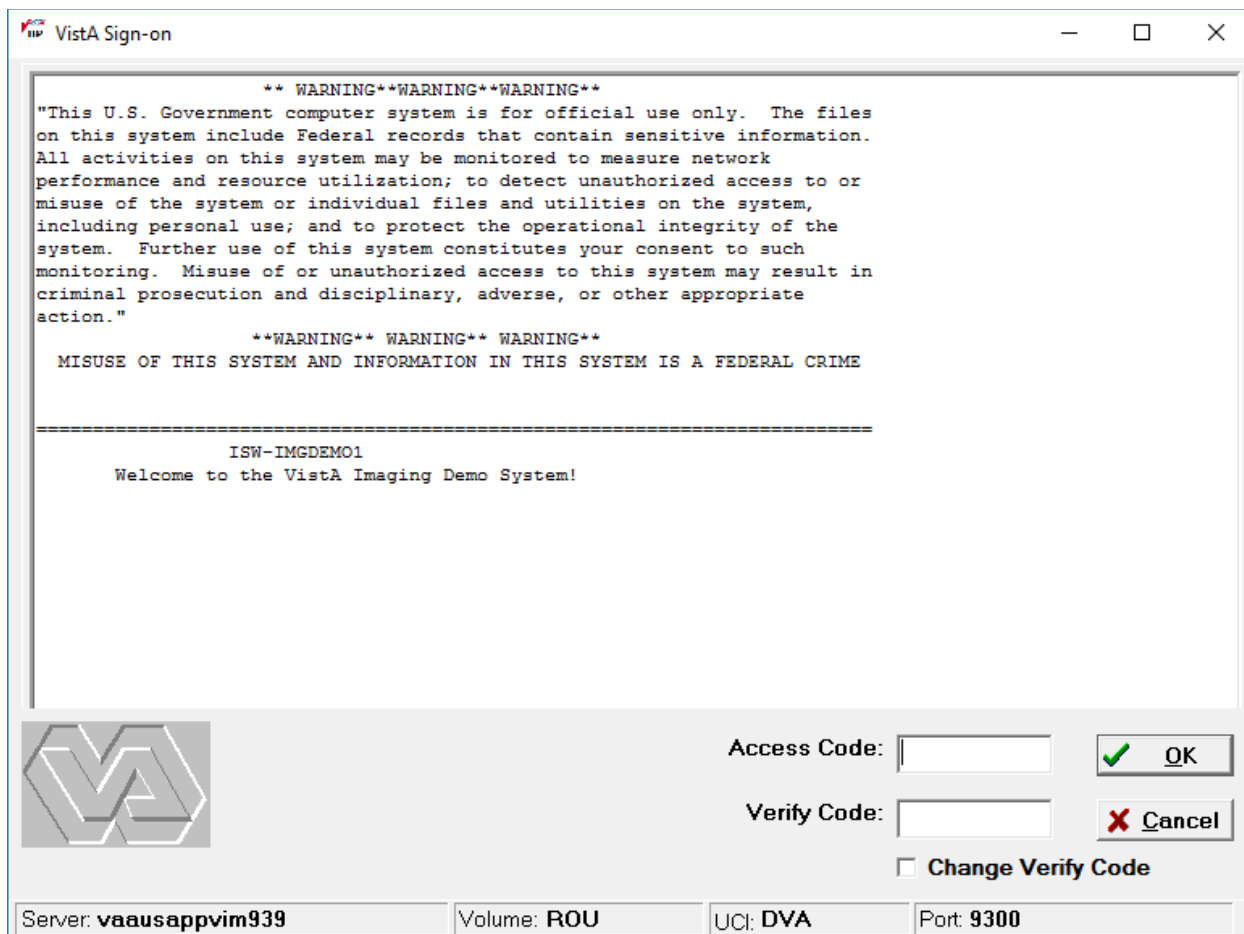 VistA Sign-on
** WARNING**WARNING**WARNING**
"This U.S. Government computer system is for official use only.  The files
on this system include Federal records that contain sensitive information.
All activities on this system may be monitored to measure network
performance and resource utilization; to detect unauthorized access to or
misuse of the system or individual files and utilities on the system,
including personal use; and to protect the operational integrity of the
system.  Further use of this system constitutes your consent to such
monitoring.  Misuse of or unauthorized access to this system may result in
criminal prosecution and disciplinary, adverse, or other appropriate
action."
**WARNING** WARNING** WARNING**
MISUSE OF THIS SYSTEM AND INFORMATION IN THIS SYSTEM IS A FEDERAL CRIME
==========================================================================
ISW-IMGDEMO1
Welcome to the VistA Imaging Demo System!
Access Code:
OK
Verify Code:
Cancel
Change Verify Code
Server: vaausappvim939
Volume: ROU
UCI: DVA
Port: 9300